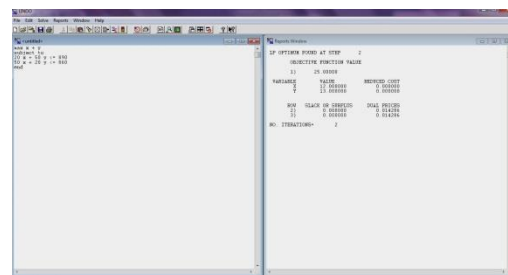 LINDO
File Edit Solve Reports Window Help
<untitled>
max x + y
subject to
20 x + 50 y <= 890
50 x + 20 y <= 860
end
Reports Window
LP OPTIMUM FOUND AT STEP 2
OBJECTIVE FUNCTION VALUE
1) 25.00000
VARIABLE VALUE REDUCED COST
X 12.000000 0.000000
Y 13.000000 0.000000
ROW SLACK OR SURPLUS DUAL PRICES
2) 0.000000 0.014286
3) 0.000000 0.014286
NO. ITERATIONS= 2